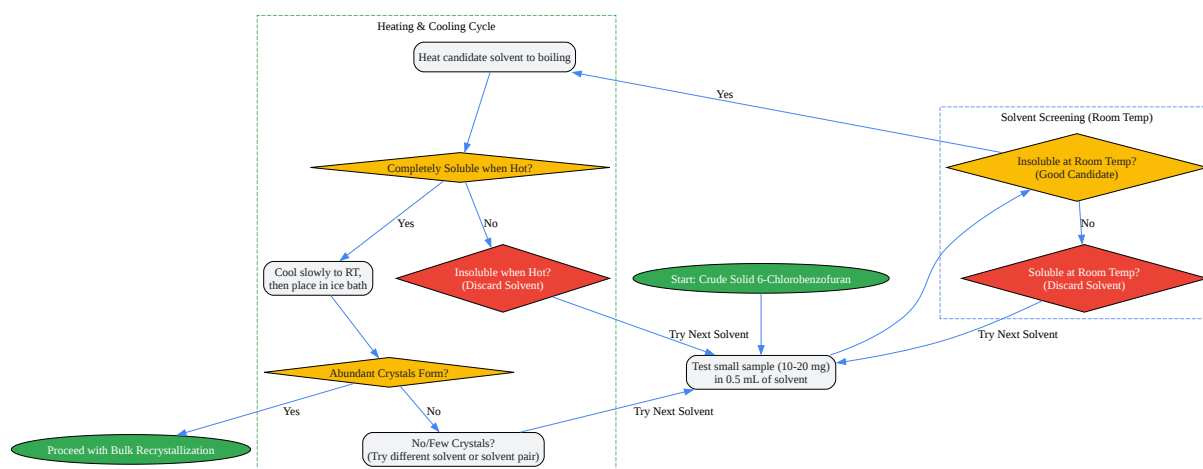 Heating & Cooling Cycle
Heat candidate solvent to boiling
Yes
Solvent Screening (Room Temp)
Completely Soluble when Hot?
Insoluble at Room Temp?
(Good Candidate)
Yes
No
No
Cool slowly to RT,
then place in ice bath
Insoluble when Hot?
(Discard Solvent)
Start: Crude Solid 6-Chlorobenzofuran
Soluble at Room Temp?
(Discard Solvent)
Try Next Solvent
Try Next Solvent
Abundant Crystals Form?
Test small sample (10-20 mg)
in 0.5 mL of solvent
Yes
No
Try Next Solvent
Proceed with Bulk Recrystallization
No/Few Crystals?
(Try different solvent or solvent pair)